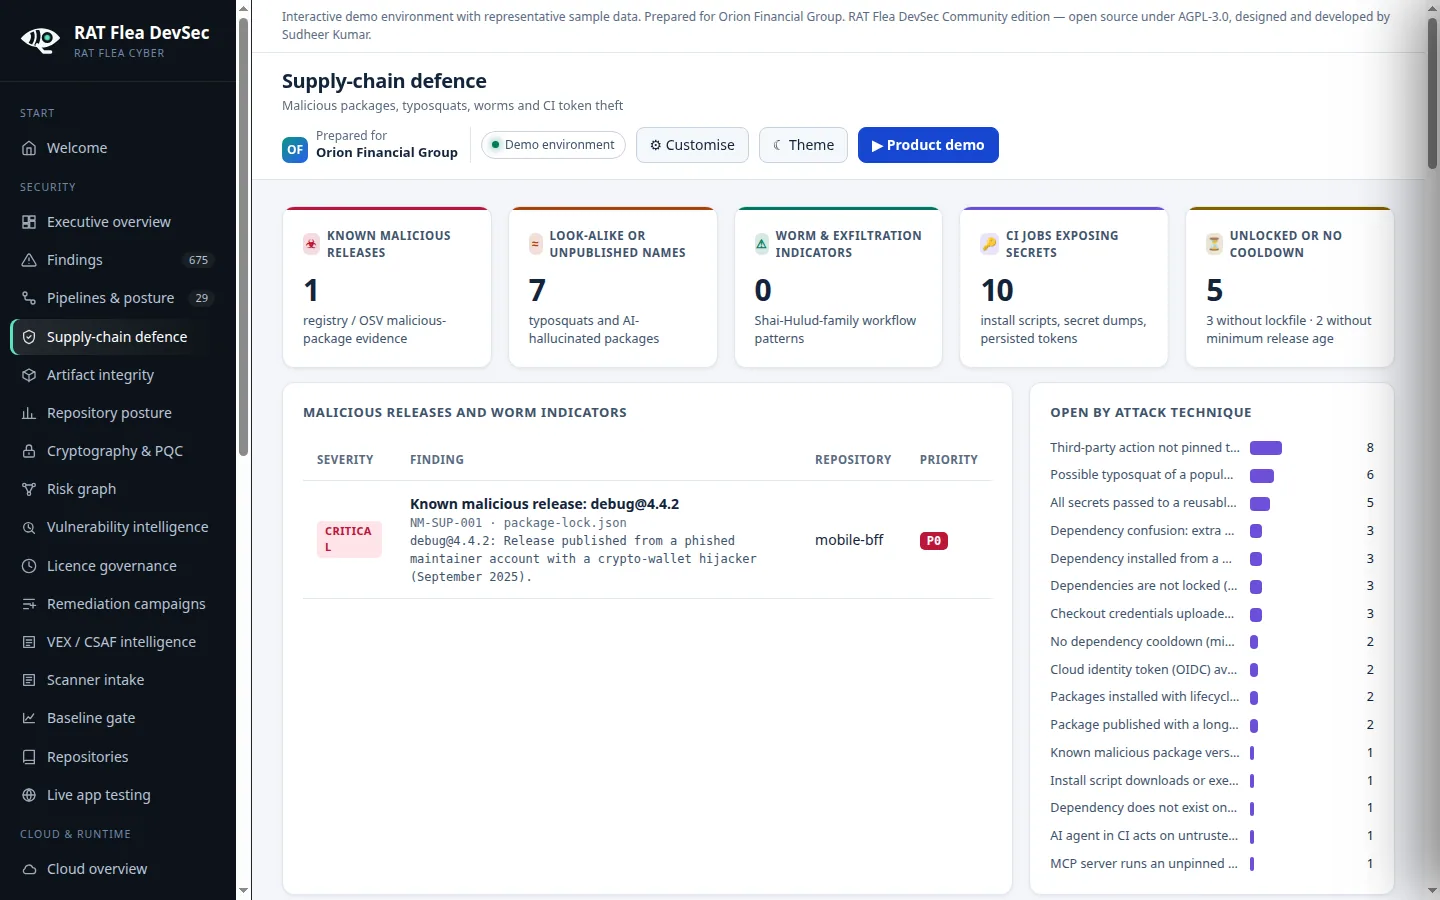 RAT Flea DevSec
RAT FLEA CYBER
START
Welcome
SECURITY
Executive overview
Findings 675
Pipelines & posture 29
Supply-chain defence
Artifact integrity
Repository posture
Cryptography & PQC
Risk graph
Vulnerability intelligence
Licence governance
Remediation campaigns
VEX / CSAF intelligence
Scanner intake
Baseline gate
Repositories
Live app testing
CLOUD & RUNTIME
Cloud overview
Interactive demo environment with representative sample data. Prepared for Orion Financial Group. RAT Flea DevSec Community edition — open source under AGPL-3.0, designed and developed by
Sudheer Kumar.
Supply-chain defence
Malicious packages, typosquats, worms and CI token theft
OF
Prepared for
Orion Financial Group
Demo environment
⚙ Customise
☾ Theme
▶ Product demo
KNOWN MALICIOUS
RELEASES
1
registry / OSV malicious-
package evidence
LOOK-ALIKE OR
UNPUBLISHED NAMES
7
typosquats and AI-
hallucinated packages
WORM & EXFILTRATION
INDICATORS
0
Shai-Hulud-family workflow
patterns
CI JOBS EXPOSING
SECRETS
10
install scripts, secret dumps,
persisted tokens
UNLOCKED OR NO
COOLDOWN
5
3 without lockfile · 2 without
minimum release age
MALICIOUS RELEASES AND WORM INDICATORS
SEVERITY FINDING REPOSITORY PRIORITY
CRITICA
L
Known malicious release: debug@4.4.2
NM-SUP-001 · package-lock.json
debug@4.4.2: Release published from a phished
maintainer account with a crypto-wallet hijacker
(September 2025).
mobile-bff
P0
OPEN BY ATTACK TECHNIQUE
Third-party action not pinned t... 8
Possible typosquat of a popul... 6
All secrets passed to a reusabl... 5
Dependency confusion: extra ... 3
Dependency installed from a ... 3
Dependencies are not locked (... 3
Checkout credentials uploade... 3
No dependency cooldown (mi... 2
Cloud identity token (OIDC) av... 2
Packages installed with lifecycl... 2
Package published with a long... 2
Known malicious package vers... 1
Install script downloads or exe... 1
Dependency does not exist on... 1
AI agent in CI acts on untruste... 1
MCP server runs an unpinned ... 1